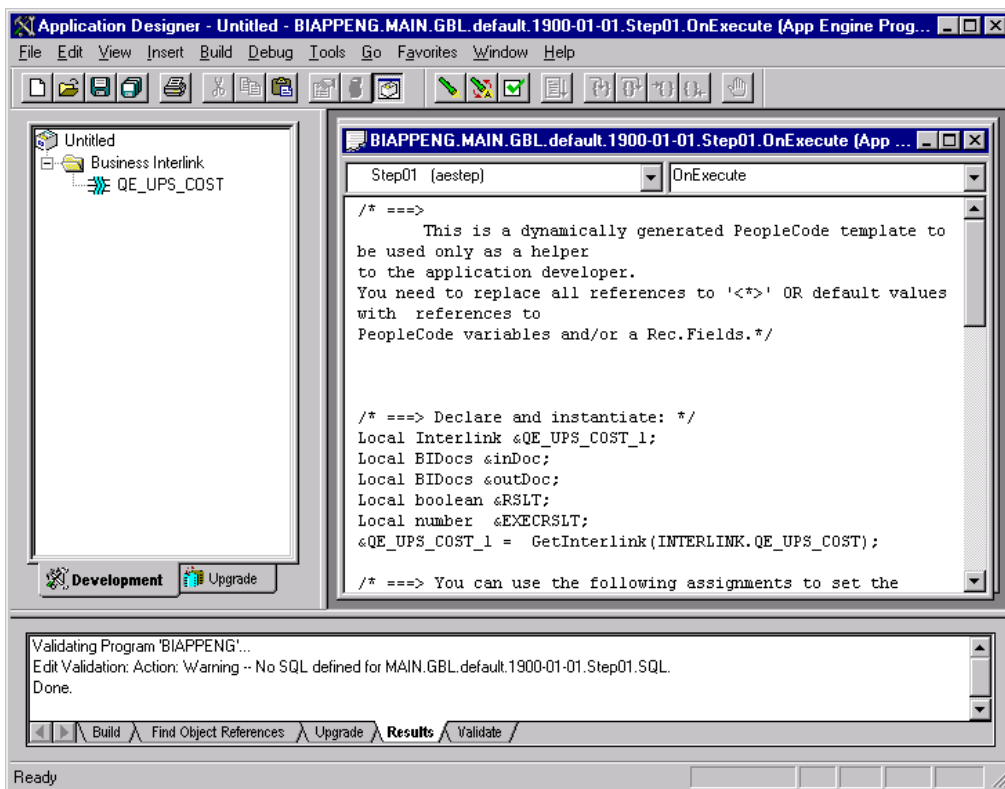 Application Designer - Untitled - BIAPPENG.MAIN.GBL.default.1900-01-01.Step01.OnExecute (App Engine Prog...
File Edit View Insert Build Debug Tools Go Favorites Window Help
Untitled
Business Interlink
QE_UPS_COST
Development
Upgrade
BIAPPENG.MAIN.GBL.default.1900-01-01.Step01.OnExecute (App ...
Step01 (aestep)
OnExecute
/* ===>
This is a dynamically generated PeopleCode template to
be used only as a helper
to the application developer.
You need to replace all references to '<*>' OR default values
with references to
PeopleCode variables and/or a Rec.Fields.*/
/* ===> Declare and instantiate: */
Local Interlink &QE_UPS_COST_1;
Local BIDocs &inDoc;
Local BIDocs &outDoc;
Local boolean &RSLT;
Local number &EXECRSLT;
&QE_UPS_COST_1 = GetInterlink(INTERLINK.QE_UPS_COST);
/* ===> You can use the following assignments to set the
Validating Program 'BIAPPENG'...
Edit Validation: Action: Warning -- No SQL defined for MAIN.GBL.default.1900-01-01.Step01.SQL.
Done.
Build Find Object References Upgrade Results Validate
Ready